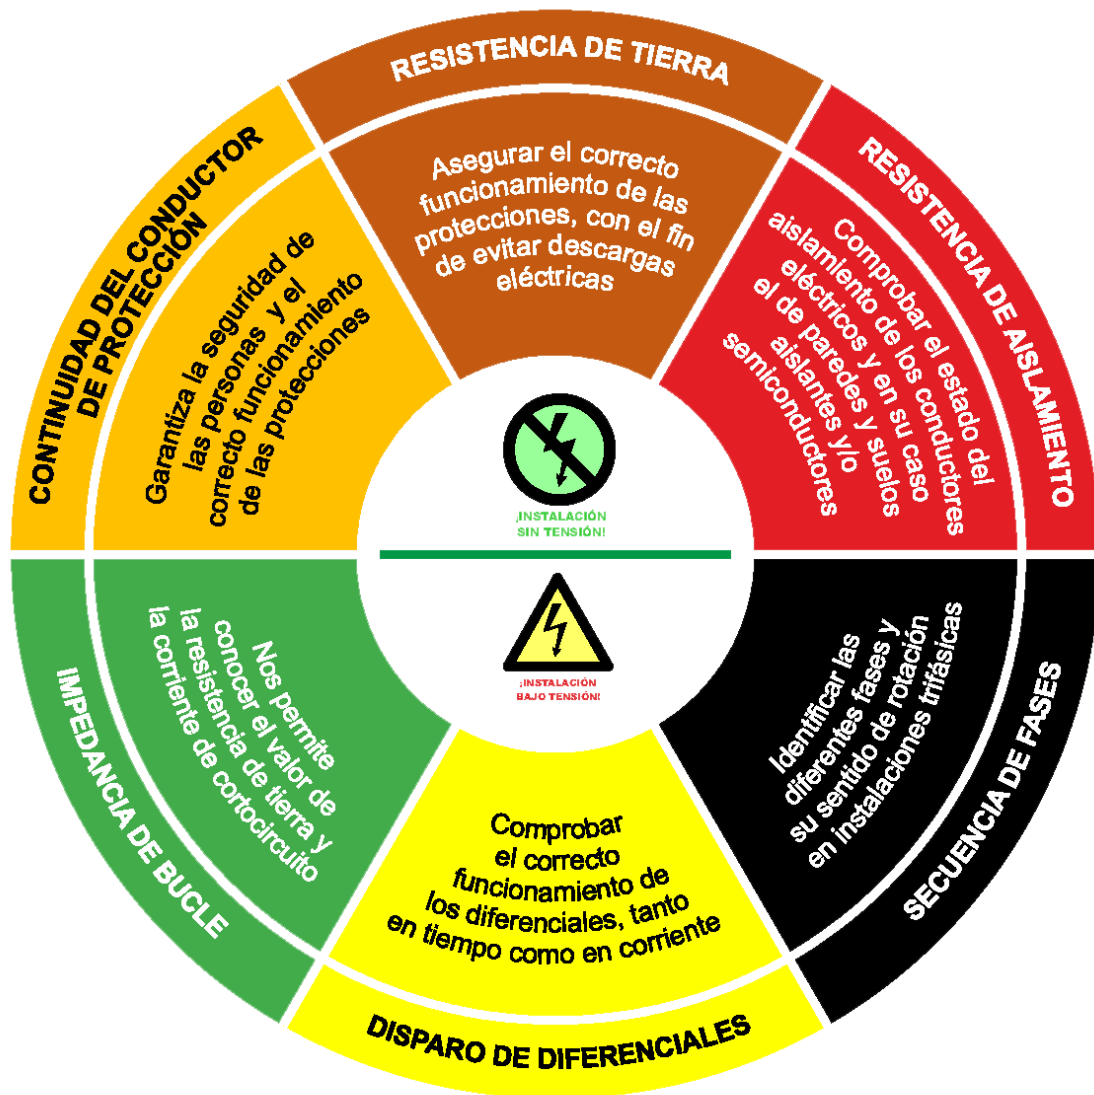 RESISTENCIA DE TIERRA
Asegurar el correcto
funcionamiento de las
protecciones, con el fin
de evitar descargas
eléctricas
RESISTENCIA DE AISLAMIENTO
Comprobar el estado del
aislamiento de los conductores
eléctricos y en su caso
el de paredes y suelos
aislantes y/o
semiconductores
SECUENCIA DE FASES
Identificar las
diferentes fases y
su sentido de rotación
en instalaciones trifásicas
DISPARO DE DIFERENCIALES
Comprobar
el correcto
funcionamiento de
los diferenciales, tanto
en tiempo como en corriente
IMPEDANCIA DE BUCLE
Nos permite
conocer el valor de
la resistencia de tierra y
la corriente de cortocircuito
CONTINUIDAD DEL CONDUCTOR
DE PROTECCIÓN
Garantiza la seguridad de
las personas y el
correcto funcionamiento
de las protecciones
¡INSTALACIÓN
SIN TENSIÓN!
¡INSTALACIÓN
BAJO TENSIÓN!